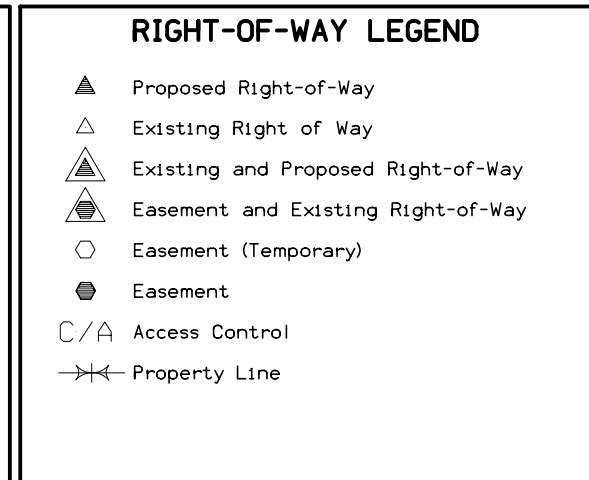 RIGHT-OF-WAY LEGEND
Proposed Right-of-Way
Existing Right of Way
Existing and Proposed Right-of-Way
Easement and Existing Right-of-Way
Easement (Temporary)
Easement
C/A Access Control
Property Line